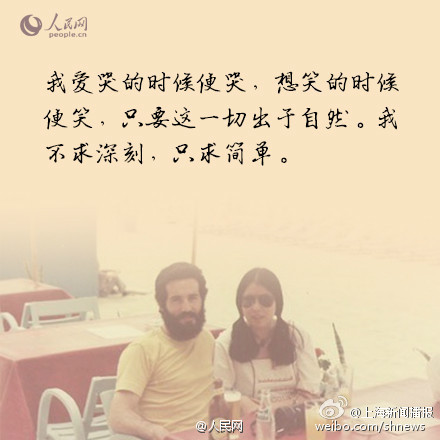 人民网
people.cn
我爱哭的时候便哭，想笑的时候
便笑，只要这一切出于自然。我
不求深刻，只求简单。
@人民网
@上海新闻播报
weibo.com/shnews